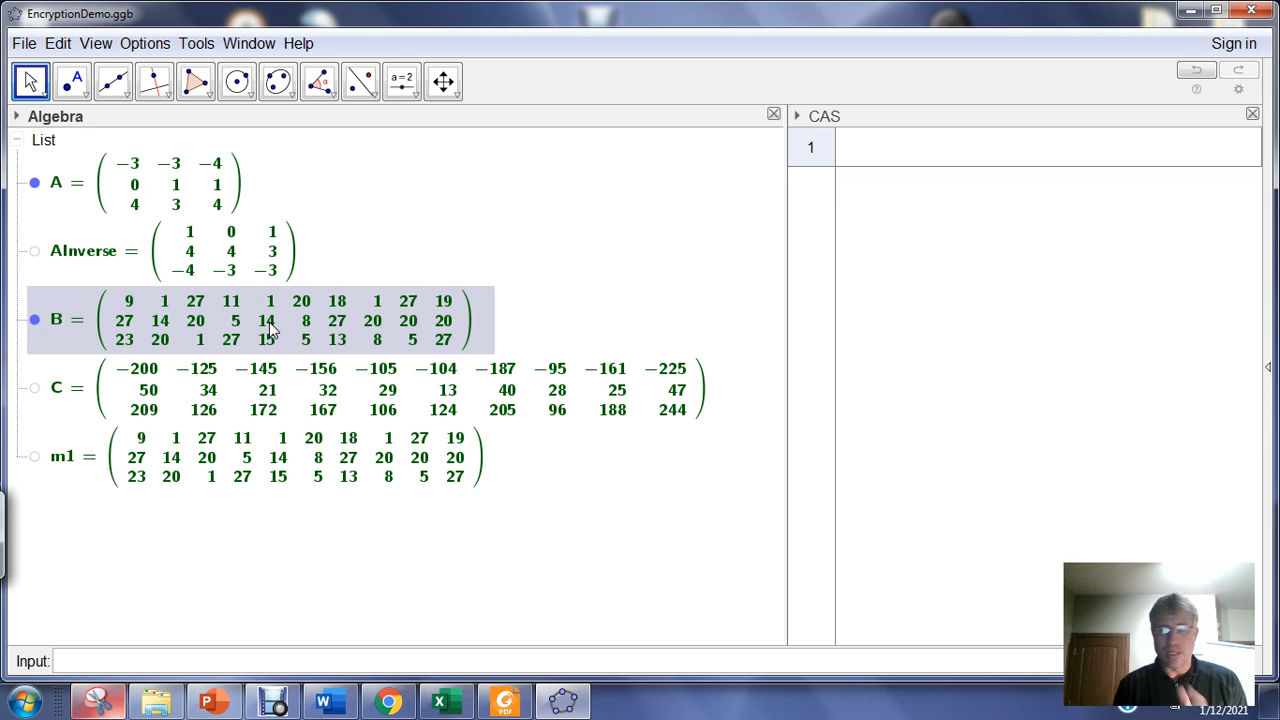 EncryptionDemo.ggb
File Edit View Options Tools Window Help Sign in
A α a=2
Algebra
CAS
List
1
A = ( −3 −3 −4
0 1 1
4 3 4 )
AInverse = ( 1 0 1
4 4 3
−4 −3 −3 )
B = ( 9 1 27 11 1 20 18 1 27 19
27 14 20 5 14 8 27 20 20 20
23 20 1 27 15 5 13 8 5 27 )
C = ( −200 −125 −145 −156 −105 −104 −187 −95 −161 −225
50 34 21 32 29 13 40 28 25 47
209 126 172 167 106 124 205 96 188 244 )
m1 = ( 9 1 27 11 1 20 18 1 27 19
27 14 20 5 14 8 27 20 20 20
23 20 1 27 15 5 13 8 5 27 )
Input:
PDF
1/12/2021